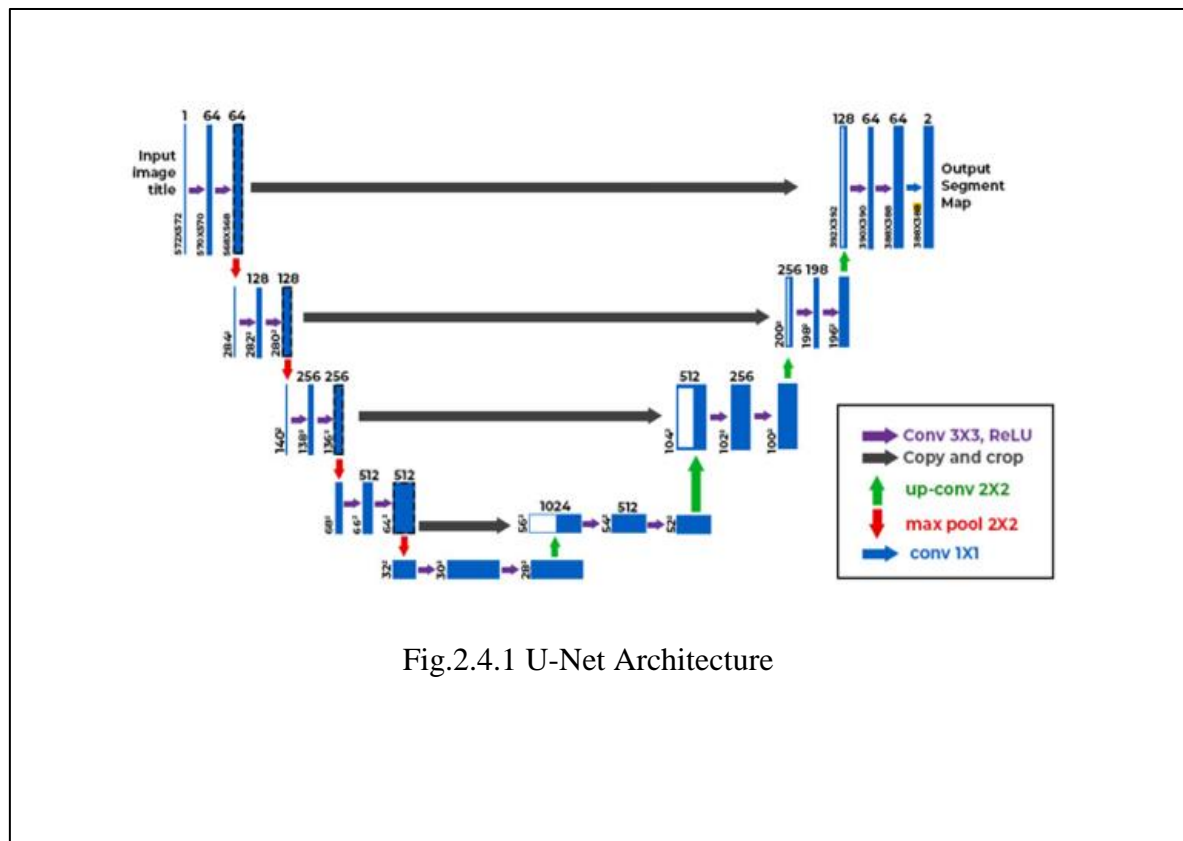 1 64 64
Input
image
title
572X572
570X570
568X568
128 64 64 2
Output
Segment
Map
392X392
390X390
388X388
388X388
128 128
284²
282²
280²
256 198
200²
198²
196²
256 256
140²
138²
136²
512 256
104²
102²
100²
512 512
68²
66²
64²
1024 512
56²
54²
52²
32²
30²
28²
Conv 3X3, ReLU
Copy and crop
up-conv 2X2
max pool 2X2
conv 1X1
Fig.2.4.1 U-Net Architecture